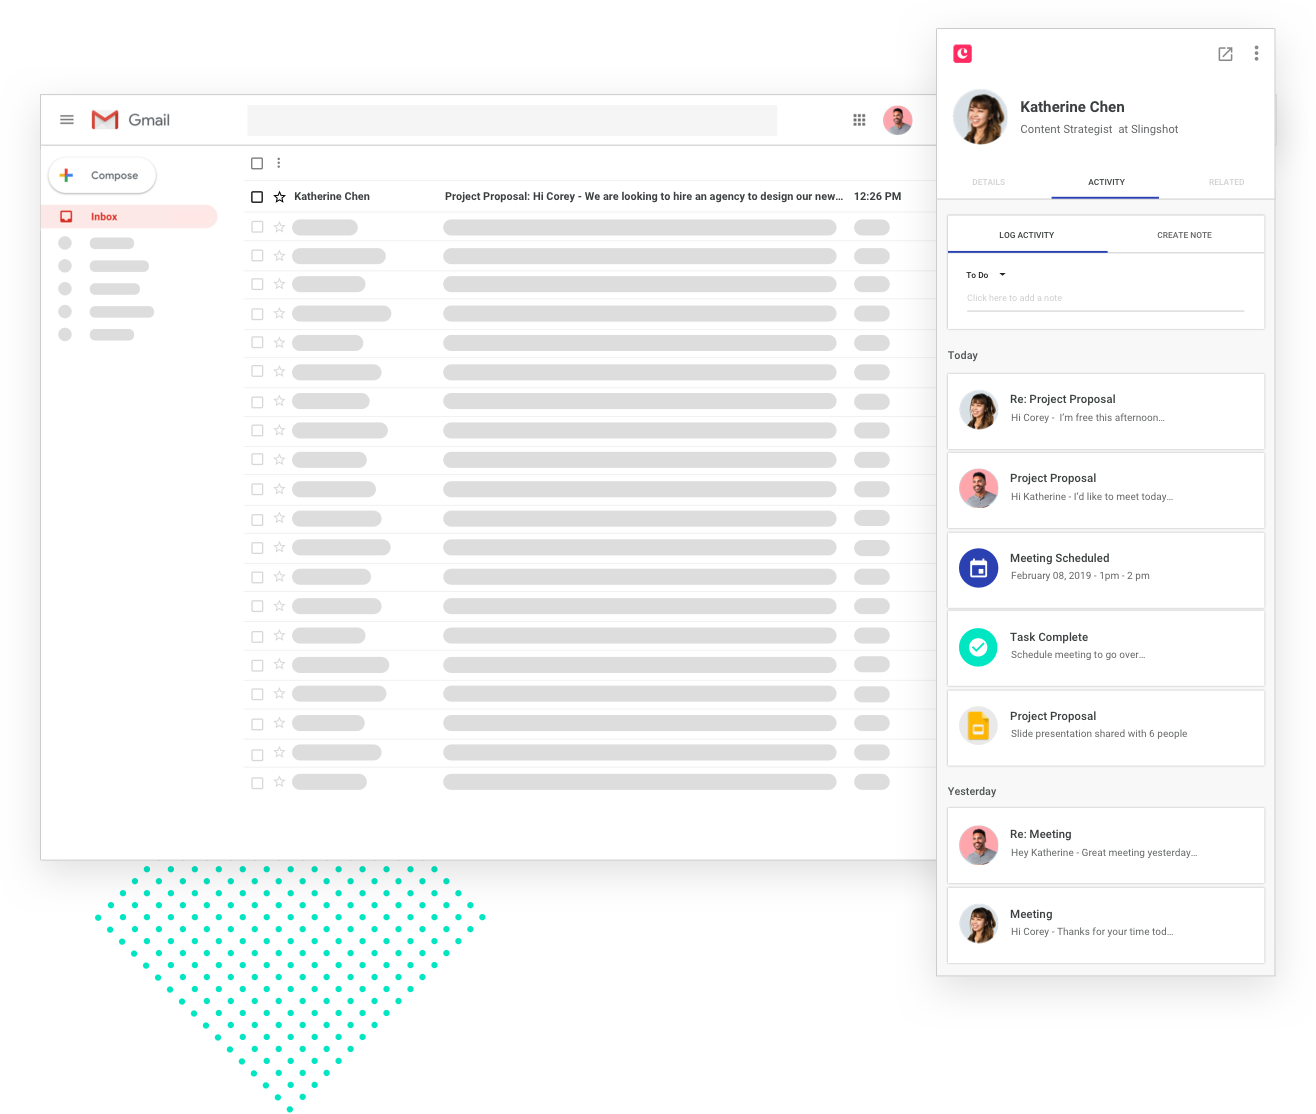 Gmail
Compose
Inbox
Katherine Chen
Project Proposal: Hi Corey - We are looking to hire an agency to design our new...
12:26 PM
Katherine Chen
Content Strategist at Slingshot
DETAILS
ACTIVITY
RELATED
LOG ACTIVITY
CREATE NOTE
To Do
Click here to add a note
Today
Re: Project Proposal
Hi Corey - I'm free this afternoon...
Project Proposal
Hi Katherine - I'd like to meet today...
Meeting Scheduled
February 08, 2019 - 1pm - 2 pm
Task Complete
Schedule meeting to go over...
Project Proposal
Slide presentation shared with 6 people
Yesterday
Re: Meeting
Hey Katherine - Great meeting yesterday...
Meeting
Hi Corey - Thanks for your time tod...